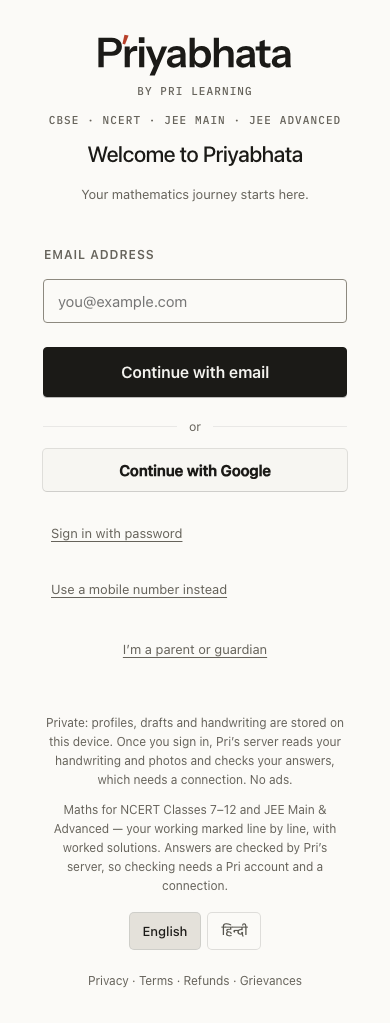 Priyabhata
BY PRI LEARNING
CBSE · NCERT · JEE MAIN · JEE ADVANCED
Welcome to Priyabhata
Your mathematics journey starts here.
EMAIL ADDRESS
you@example.com
Continue with email
or
Continue with Google
Sign in with password
Use a mobile number instead
I’m a parent or guardian
Private: profiles, drafts and handwriting are stored on
this device. Once you sign in, Pri’s server reads your
handwriting and photos and checks your answers,
which needs a connection. No ads.
Maths for NCERT Classes 7–12 and JEE Main &
Advanced — your working marked line by line, with
worked solutions. Answers are checked by Pri’s
server, so checking needs a Pri account and a
connection.
English हिन्दी
Privacy · Terms · Refunds · Grievances